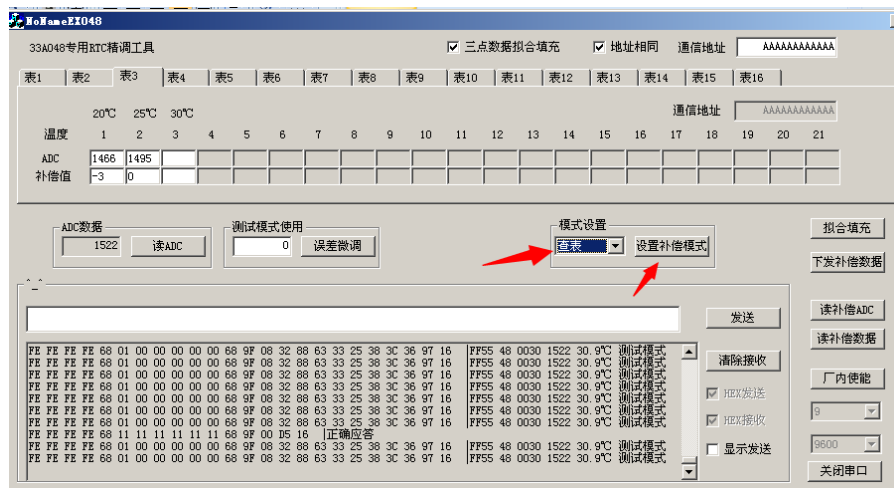 NoNameEX048
33A048专用RTC精调工具 三点数据拟合填充 地址相同 通信地址 AAAAAAAAAAAA
表1 表2 表3 表4 表5 表6 表7 表8 表9 表10 表11 表12 表13 表14 表15 表16
20℃ 25℃ 30℃ 通信地址 AAAAAAAAAAAA
温度 1 2 3 4 5 6 7 8 9 10 11 12 13 14 15 16 17 18 19 20 21
ADC 1466 1495
补偿值 -3 0
ADC数据 测试模式使用 模式设置 拟合填充
1522 读ADC 0 误差微调 查表 设置补偿模式
下发补偿数据
^_^
发送 读补偿ADC
读补偿数据
FE FE FE FE 68 01 00 00 00 00 00 68 9F 08 32 88 63 33 25 38 3C 36 97 16 |FF55 48 0030 1522 30.9℃ 测试模式
FE FE FE FE 68 01 00 00 00 00 00 68 9F 08 32 88 63 33 25 38 3C 36 97 16 |FF55 48 0030 1522 30.9℃ 测试模式
FE FE FE FE 68 01 00 00 00 00 00 68 9F 08 32 88 63 33 25 38 3C 36 97 16 |FF55 48 0030 1522 30.9℃ 测试模式
FE FE FE FE 68 01 00 00 00 00 00 68 9F 08 32 88 63 33 25 38 3C 36 97 16 |FF55 48 0030 1522 30.9℃ 测试模式
FE FE FE FE 68 01 00 00 00 00 00 68 9F 08 32 88 63 33 25 38 3C 36 97 16 |FF55 48 0030 1522 30.9℃ 测试模式
FE FE FE FE 68 01 00 00 00 00 00 68 9F 08 32 88 63 33 25 38 3C 36 97 16 |FF55 48 0030 1522 30.9℃ 测试模式
FE FE FE FE 68 01 00 00 00 00 00 68 9F 08 32 88 63 33 25 38 3C 36 97 16 |FF55 48 0030 1522 30.9℃ 测试模式
FE FE FE FE 68 11 11 11 11 11 11 68 9F 00 D5 16 |正确应答
FE FE FE FE 68 01 00 00 00 00 00 68 9F 08 32 88 63 33 25 38 3C 36 97 16 |FF55 48 0030 1522 30.9℃ 测试模式
FE FE FE FE 68 01 00 00 00 00 00 68 9F 08 32 88 63 33 25 38 3C 36 97 16 |FF55 48 0030 1522 30.9℃ 测试模式
清除接收
厂内使能
HEX发送
9
HEX接收
9600
显示发送
关闭串口